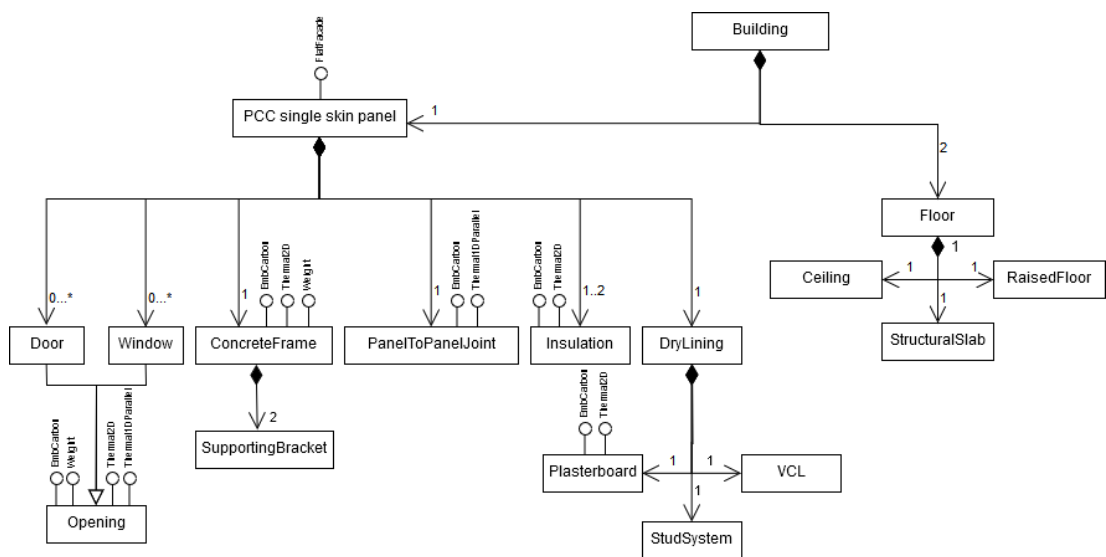 Building
FlatFacade
PCC single skin panel
1
2
Floor
1
Ceiling
1
1
RaisedFloor
1
StructuralSlab
0...*
0...*
1
EmbCarbon
Thermal2D
Weight
1
EmbCarbon
Thermal1DParallel
EmbCarbon
Thermal2D
1..2
1
Door
Window
ConcreteFrame
PanelToPanelJoint
Insulation
DryLining
EmbCarbon
Weight
Thermal2D
Thermal1DParallel
2
SupportingBracket
EmbCarbon
Thermal2D
Plasterboard
1
1
VCL
1
Opening
StudSystem